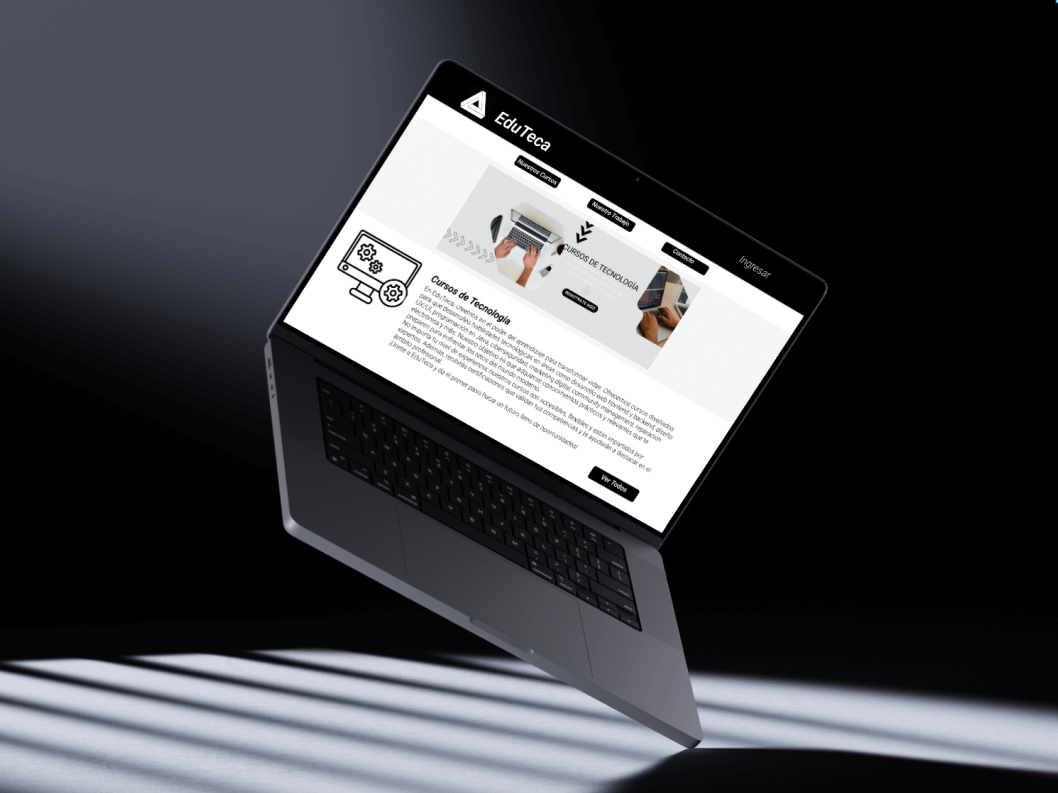 EduTeca
Nuestros Cursos
Nuestro Trabajo
Contacto
Ingresar
CURSOS DE TECNOLOGÍA
REGISTRATE AQUÍ
Cursos de Tecnología
En EduTeca, creemos en el poder del aprendizaje para transformar vidas. Ofrecemos cursos diseñados
para que desarrolles habilidades tecnológicas en áreas como desarrollo web frontend y backend, diseño
UX/UI, programación en Java, ciberseguridad, marketing digital, community management, reparación
electrónica y más. Nuestro objetivo es que adquieras conocimientos prácticos y relevantes que te
preparen para enfrentar los retos del mundo moderno.
No importa tu nivel de experiencia, nuestros cursos son accesibles, flexibles y están impartidos por
expertos. Además, recibirás certificaciones que validan tus competencias y te ayudarán a destacar en el
ámbito profesional.
¡Únete a EduTeca y da el primer paso hacia un futuro lleno de oportunidades!
Ver Todos